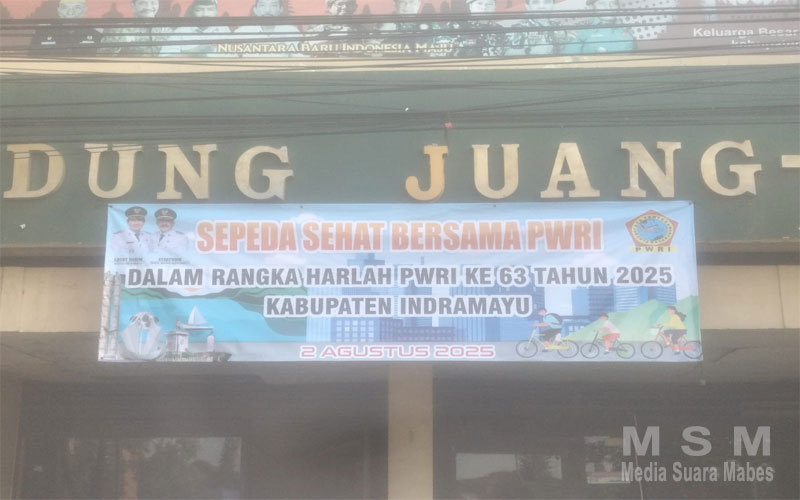 NUSANTARA BARU INDONESIA MAJU
Keluarga Besar
DUNG JUANG-
SEPEDA SEHAT BERSAMA PWRI
PWRI
DALAM RANGKA HARLAH PWRI KE 63 TAHUN 2025
KABUPATEN INDRAMAYU
2 AGUSTUS 2025
MSM
Media Suara Mabes